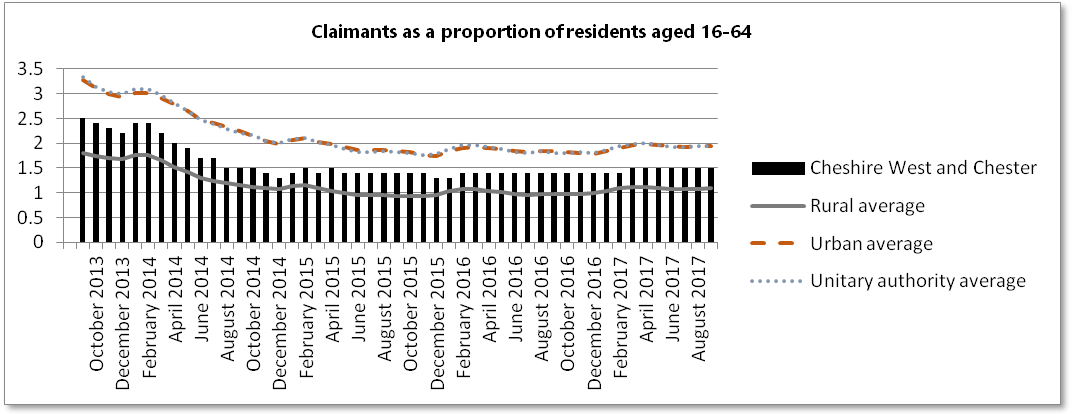 Claimants as a proportion of residents aged 16-64
3.5
3
2.5
2
1.5
1
0.5
0
October 2013
December 2013
February 2014
April 2014
June 2014
August 2014
October 2014
December 2014
February 2015
April 2015
June 2015
August 2015
October 2015
December 2015
February 2016
April 2016
June 2016
August 2016
October 2016
December 2016
February 2017
April 2017
June 2017
August 2017
Cheshire West and Chester
Rural average
Urban average
Unitary authority average